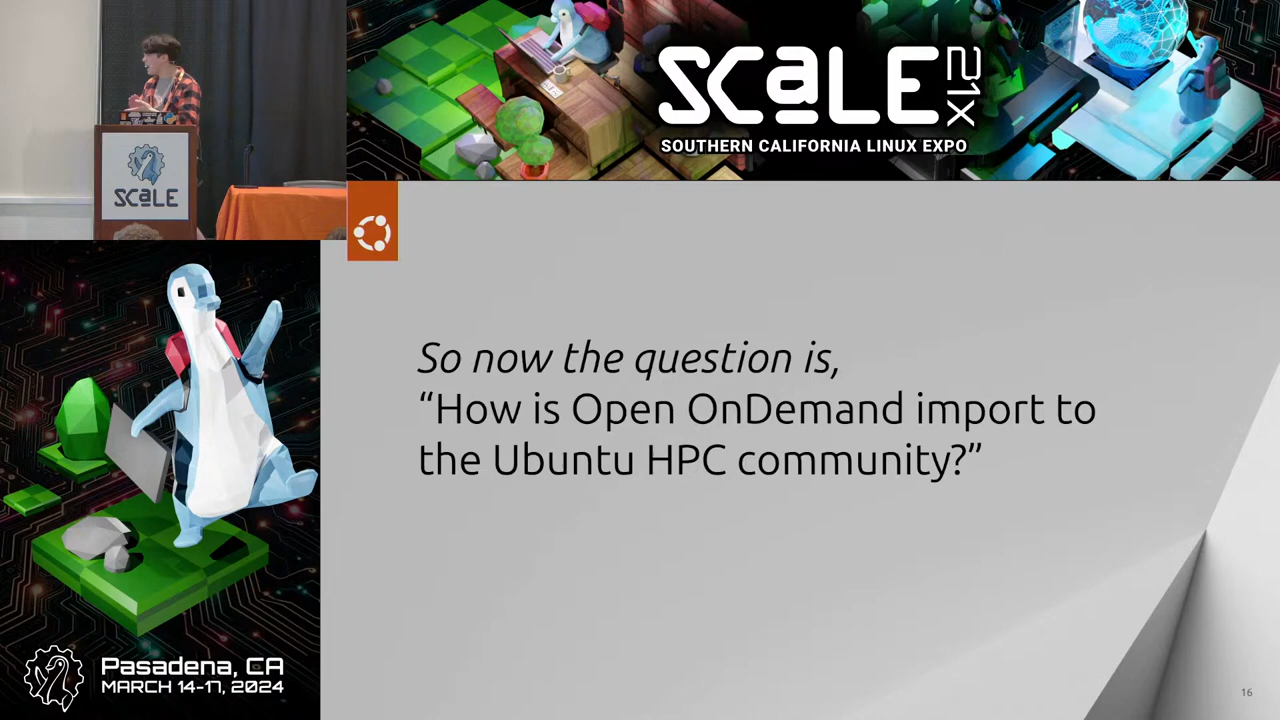 SCaLE 21X
SOUTHERN CALIFORNIA LINUX EXPO
SCaLE
So now the question is,
“How is Open OnDemand import to
the Ubuntu HPC community?”
Pasadena, CA
MARCH 14-17, 2024
16